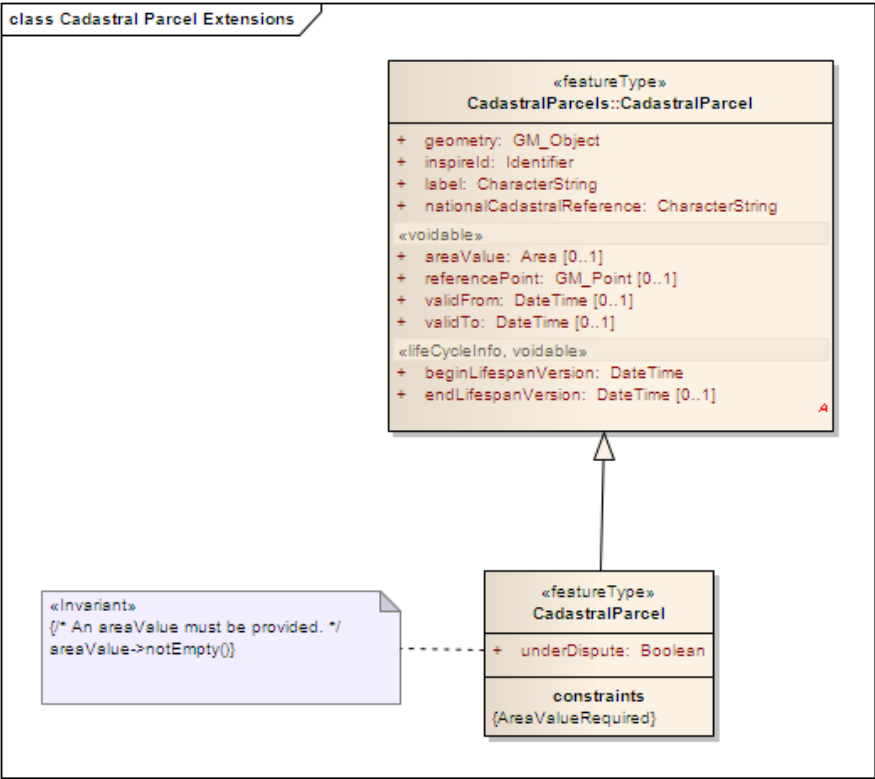 class Cadastral Parcel Extensions
«featureType»
CadastralParcels::CadastralParcel
+ geometry: GM_Object
+ inspireId: Identifier
+ label: CharacterString
+ nationalCadastralReference: CharacterString
«voidable»
+ areaValue: Area [0..1]
+ referencePoint: GM_Point [0..1]
+ validFrom: DateTime [0..1]
+ validTo: DateTime [0..1]
«lifeCycleInfo, voidable»
+ beginLifespanVersion: DateTime
+ endLifespanVersion: DateTime [0..1]
A
«Invariant»
{/* An areaValue must be provided. */
areaValue->notEmpty()}
«featureType»
CadastralParcel
+ underDispute: Boolean
constraints
{AreaValueRequired}